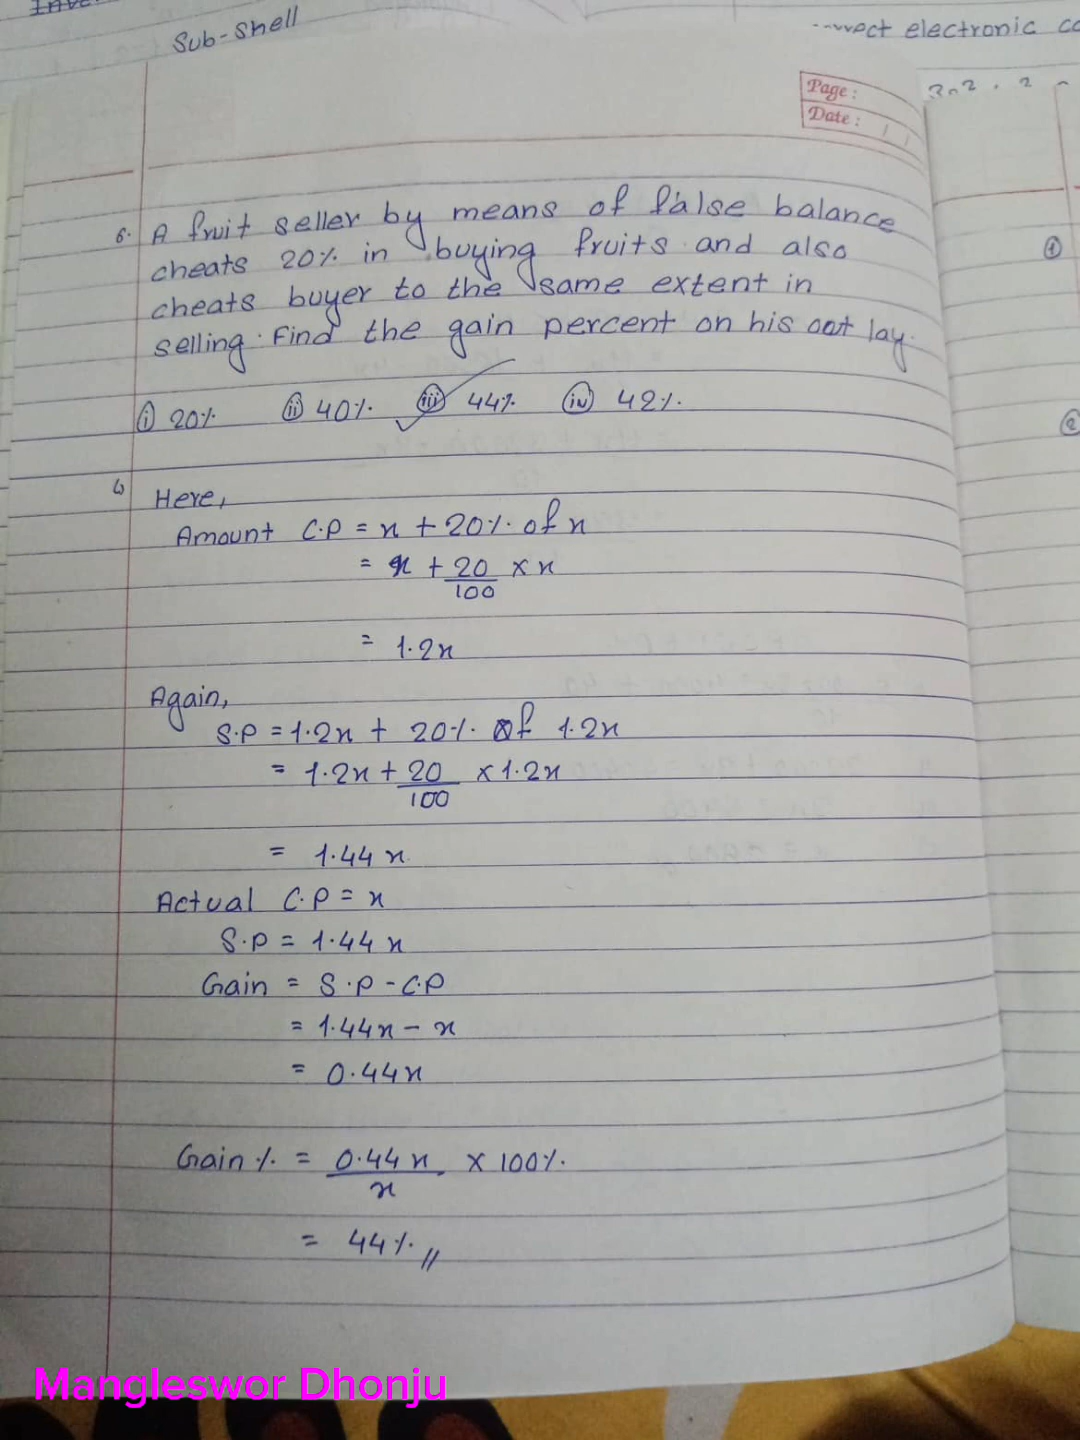 Sub-Shell
electronic
Page:
Date:
6. A fruit seller by means of false balance
cheats 20% in buying fruits and also
cheats buyer to the same extent in
selling. Find the gain percent on his out lay.
(i) 20% (ii) 40% (iii) 44% (iv) 42%.
Here,
Amount C.P = x + 20% of x
= x + 20/100 × x
= 1.2x
Again,
S.P = 1.2x + 20% of 1.2x
= 1.2x + 20/100 × 1.2x
= 1.44x
Actual C.P = x
S.P = 1.44x
Gain = S.P - C.P
= 1.44x - x
= 0.44x
Gain % = 0.44x/x × 100%.
= 44%
①
②
Mangleswor Dhonju